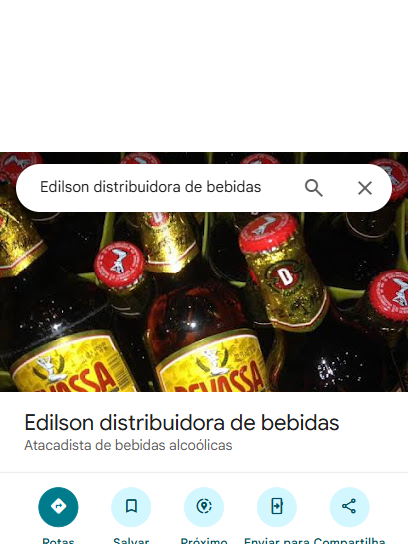 Edilson distribuidora de bebidas
D
DEVASSA
DEVASSA
Edilson distribuidora de bebidas
Atacadista de bebidas alcoólicas
Rotas Salvar Próximo Enviar para Compartilha